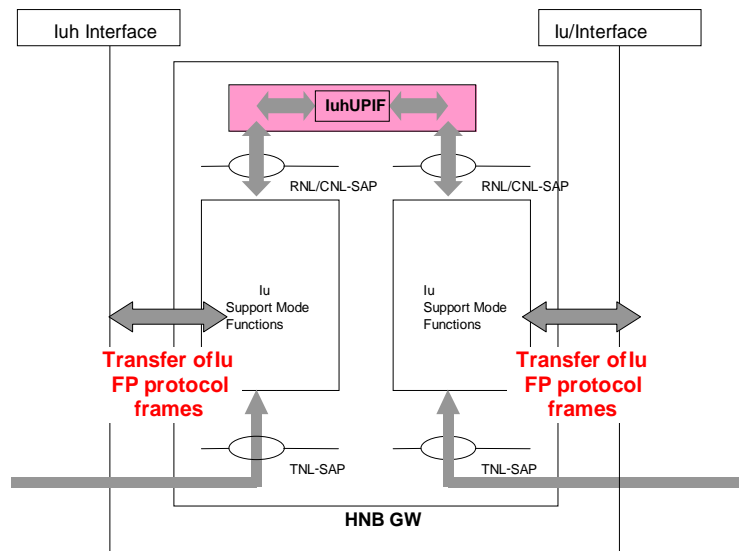 Iuh Interface
Iu/Interface
IuhUPIF
RNL/CNL-SAP
RNL/CNL-SAP
Iu
Support Mode
Functions
Iu
Support Mode
Functions
Transfer of Iu
FP protocol
frames
Transfer of Iu
FP protocol
frames
TNL-SAP
TNL-SAP
HNB GW